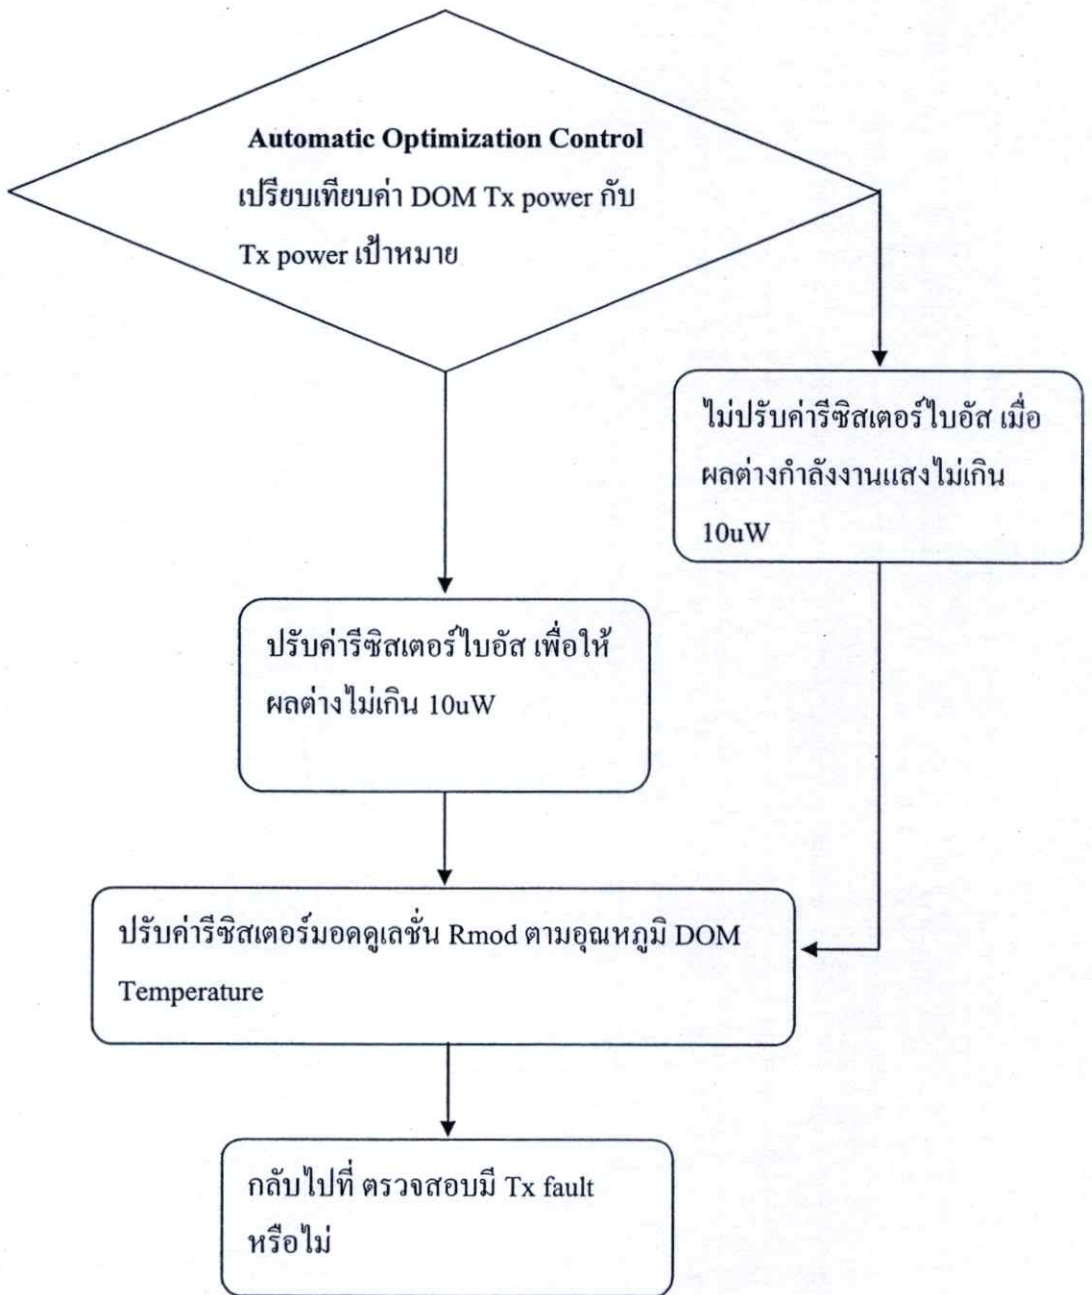 Automatic Optimization Control
เปรียบเทียบค่า DOM Tx power กับ
Tx power เป้าหมาย
ไม่ปรับค่ารีซิสเตอร์ไบอัส เมื่อ
ผลต่างกำลังงานแสงไม่เกิน
10uW
ปรับค่ารีซิสเตอร์ไบอัส เพื่อให้
ผลต่างไม่เกิน 10uW
ปรับค่ารีซิสเตอร์มอดดูเลชั่น Rmod ตามอุณหภูมิ DOM
Temperature
กลับไปที่ ตรวจสอบมี Tx fault
หรือไม่